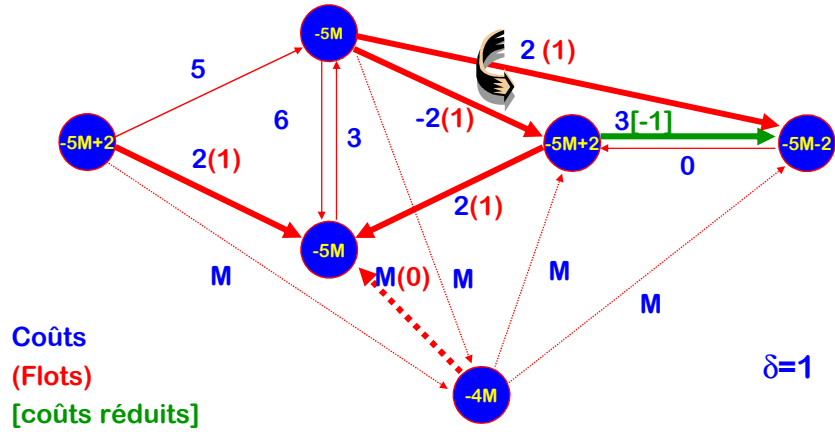 -5M
2 (1)
5
6
3
-2(1)
3[-1]
-5M+2
-5M+2
-5M-2
0
2(1)
2(1)
-5M
M
M(0)
M
M
M
Coûts
(Flots)
[coûts réduits]
-4M
δ=1